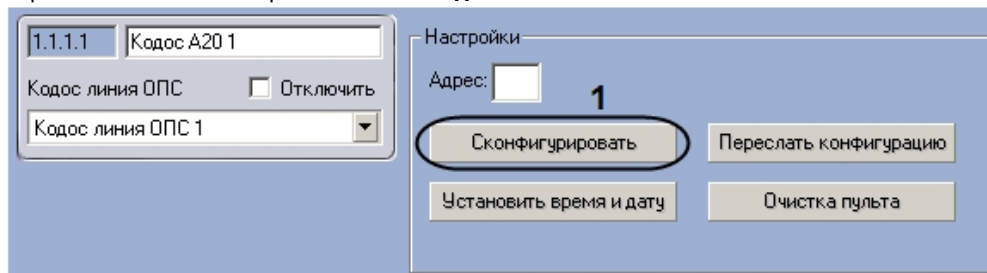 1.1.1.1 Кодос А20 1
Кодос линия ОПС Отключить
Кодос линия ОПС 1
Настройки
Адрес:
1
Сконфигурировать Переслать конфигурацию
Установить время и дату Очистка пульта